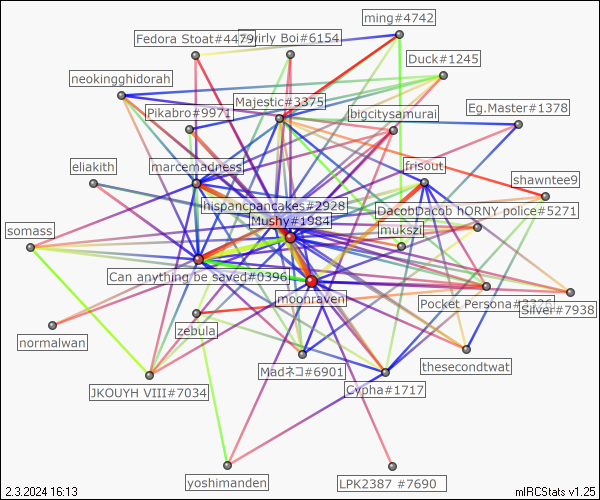 ming#4742
Fedora Stoat#4479
irly Boi#6154
Duck#1245
neokingghidorah
Majestic#3375
Pikabro#9971
bigcitysamurai
Eg.Master#1378
eliakith
marcemadness
frisout
shawntee9
hispancpancakes#2928
DacobDacob hORNY police#5271
Mushy#1984
somass
mukszi
Can anything be saved#0396
moonraven
Pocket Persona#
Silver#7938
zebula
normalwan
thesecondtwat
Madネコ#6901
JKOUYH VIII#7034
Cypha#1717
yoshimanden
LPK2387 #7690
2.3.2024 16:13
mIRCStats v1.25